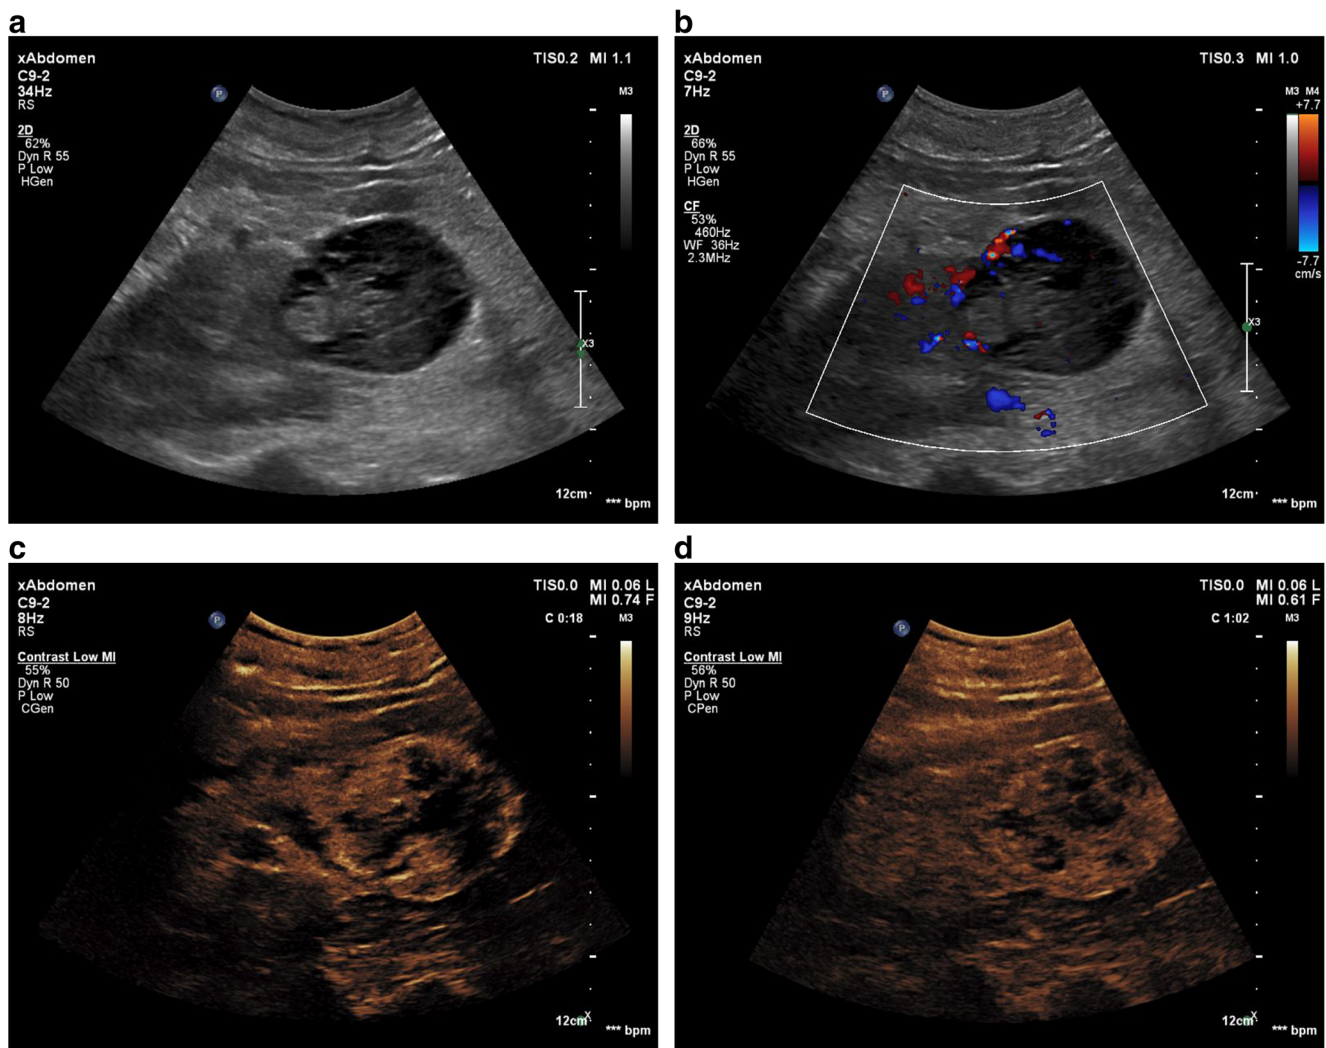 a
xAbdomen
TIS0.2 MI 1.1
C9-2
34Hz
RS
P
M3
2D
62%
Dyn R 55
P Low
HGen
X3
12cm
*** bpm
b
xAbdomen
TIS0.3 MI 1.0
C9-2
7Hz
P
M3 M4
+7.7
2D
66%
Dyn R 55
P Low
HGen
CF
53%
460Hz
WF 36Hz
2.3MHz
-7.7
cm/s
X3
12cm
*** bpm
c
xAbdomen
TIS0.0 MI 0.06 L
MI 0.74 F
C9-2
8Hz
RS
P
C 0:18
M3
Contrast Low MI
55%
Dyn R 50
P Low
CGen
X
12cm
*** bpm
d
xAbdomen
TIS0.0 MI 0.06 L
MI 0.61 F
C9-2
9Hz
RS
P
C 1:02
M3
Contrast Low MI
56%
Dyn R 50
P Low
CPen
X
12cm
*** bpm